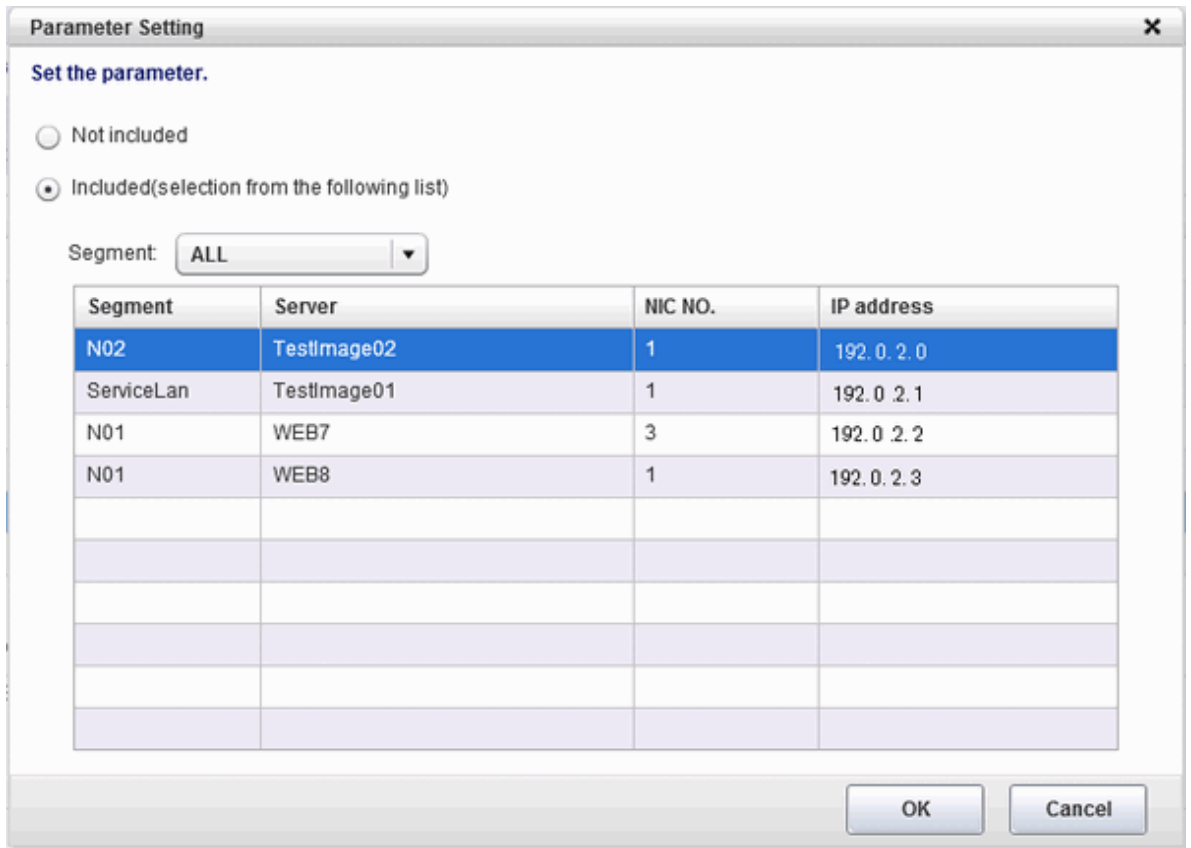 Parameter Setting
Set the parameter.
Not included
Included(selection from the following list)
Segment: ALL
Segment Server NIC NO. IP address
N02 TestImage02 1 192. 0. 2. 0
ServiceLan TestImage01 1 192. 0 .2. 1
N01 WEB7 3 192. 0 .2. 2
N01 WEB8 1 192. 0. 2. 3
OK Cancel